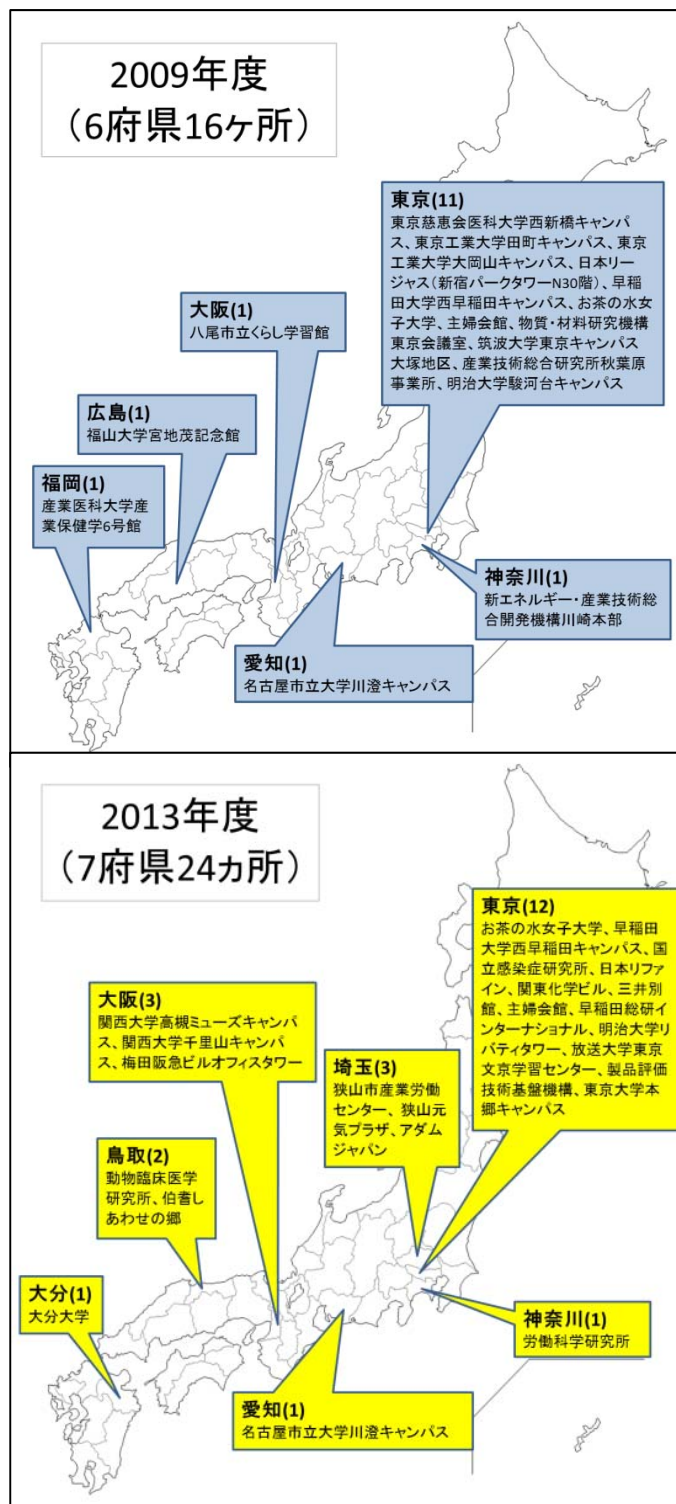 2009年度
（6府県16ヶ所）
東京(11)
東京慈恵会医科大学西新橋キャンパ
ス、東京工業大学田町キャンパス、東京
工業大学大岡山キャンパス、日本リー
ジャス（新宿パークタワーN30階）、早稲
田大学西早稲田キャンパス、お茶の水女
子大学、主婦会館、物質・材料研究機構
東京会議室、筑波大学東京キャンパス
大塚地区、産業技術総合研究所秋葉原
事業所、明治大学駿河台キャンパス
大阪(1)
八尾市立くらし学習館
広島(1)
福山大学宮地茂記念館
福岡(1)
産業医科大学産
業保健学6号館
神奈川(1)
新エネルギー・産業技術総
合開発機構川崎本部
愛知(1)
名古屋市立大学川澄キャンパス
2013年度
（7府県24ヵ所）
東京(12)
お茶の水女子大学、早稲田
大学西早稲田キャンパス、国
立感染症研究所、日本リファ
イン、関東化学ビル、三井別
館、主婦会館、早稲田総研イ
ンターナショナル、明治大学リ
バティタワー、放送大学東京
文京学習センター、製品評価
技術基盤機構、東京大学本
郷キャンパス
大阪(3)
関西大学高槻ミューズキャンパ
ス、関西大学千里山キャンパ
ス、梅田阪急ビルオフィスタワー
埼玉(3)
狭山市産業労働
センター、狭山元
気プラザ、アダム
ジャパン
鳥取(2)
動物臨床医学
研究所、伯耆し
あわせの郷
大分(1)
大分大学
神奈川(1)
労働科学研究所
愛知(1)
名古屋市立大学川澄キャンパス